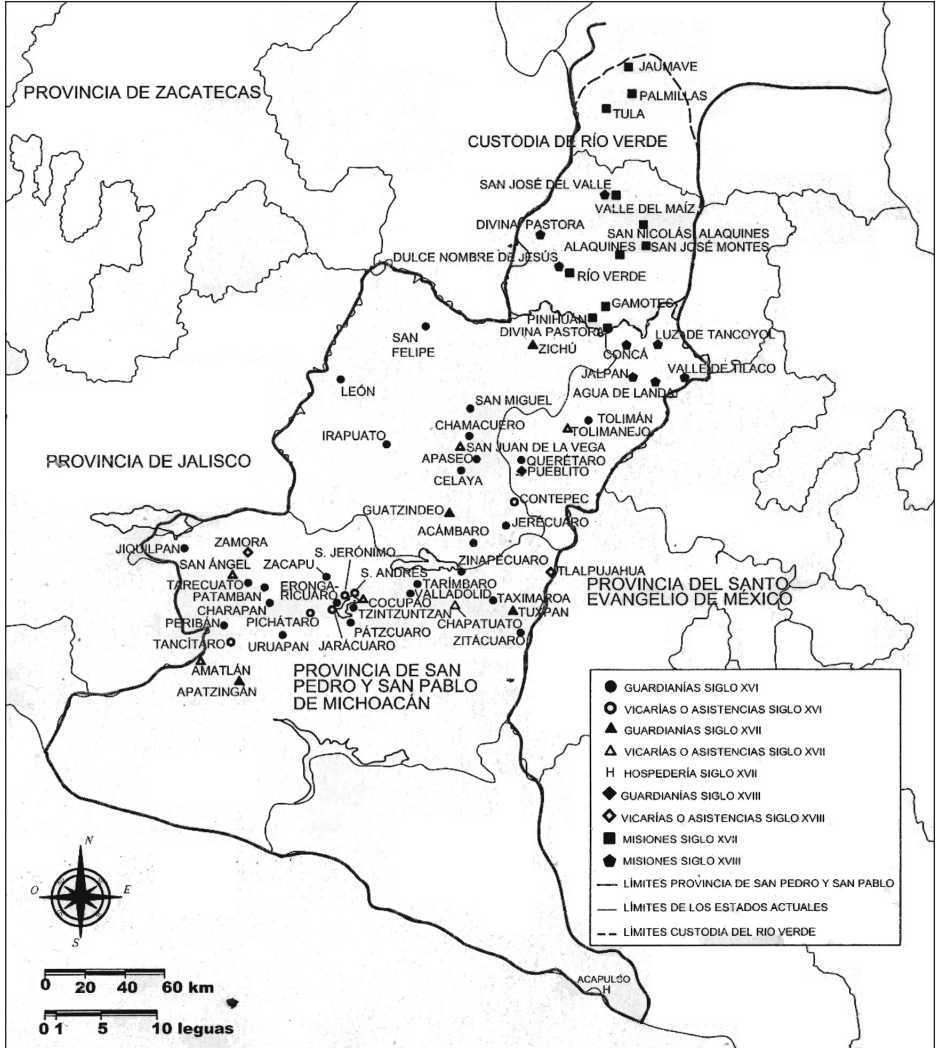 PROVINCIA DE ZACATECAS
JAUMAVE
PALMILLAS
TULA
CUSTÓDIA DE RÍO VERDE
SAN JOSÉ DEL VALLE
VALLE DEL MAÍZ
DIVINA PASTORA
SAN NICOLÁS ALAQUINES
ALAQUINES
SAN JOSÉ MONTES
DULCE NOMBRE DE JESÚS
RÍO VERDE
GAMOTES
PINIHUAN
DIVINA PASTORA
LUZ DE TANCOYOL
SAN
FELIPE
ZICHÚ
CONCÁ
VALLE DE TILACO
JALPAN
AGUA DE LANDA
LEÓN
SAN MIGUEL
TOLIMÁN
CHAMACUERO
TOLIMANEJO
IRAPUATO
SAN JUAN DE LA VEGA
PROVINCIA DE JALISCO
APASEO
QUERÉTARO
CELAYA
PUEBLITO
CONTEPEC
GUATZINDEO
JERÉCUARO
ACÁMBARO
JIQUILPAN
ZAMORA
S. JERÓNIMO
ZINAPÉCUARO
SAN ÁNGEL
ZACAPU
S. ANDRÉS
TLALPUJAHUA
PROVINCIA DEL SANTO
EVANGELIO DE MÉXICO
TARECUATO
ERONGA-
RICUARO
TARÍMBARO
PATAMBAN
VALLADOLID
TAXIMAROA
CHARAPAN
COCUPAO
TZINTZUNTZAN
CHAPATUATO
TUXPAN
PERIBÁN
PICHÁTARO
PÁTZCUARO
ZITÁCUARO
TANCÍTARO
URUAPAN
JARÁCUARO
AMATLÁN
APATZINGÁN
PROVINCIA DE SAN
PEDRO Y SAN PABLO
DE MICHOACÁN
GUARDIANÍAS SIGLO XVI
VICARÍAS O ASISTENCIAS SIGLO XVI
GUARDIANÍAS SIGLO XVII
VICARÍAS O ASISTENCIAS SIGLO XVII
H HOSPEDERÍA SIGLO XVII
GUARDIANÍAS SIGLO XVIII
VICARÍAS O ASISTENCIAS SIGLO XVIII
MISIONES SIGLO XVII
MISIONES SIGLO XVIII
LÍMITES PROVINCIA DE SAN PEDRO Y SAN PABLO
LÍMITES DE LOS ESTADOS ACTUALES
LÍMITES CUSTODIA DEL RIO VERDE
N
O
E
S
0 20 40 60 km
0 1 5 10 leguas
ACAPULCO
H